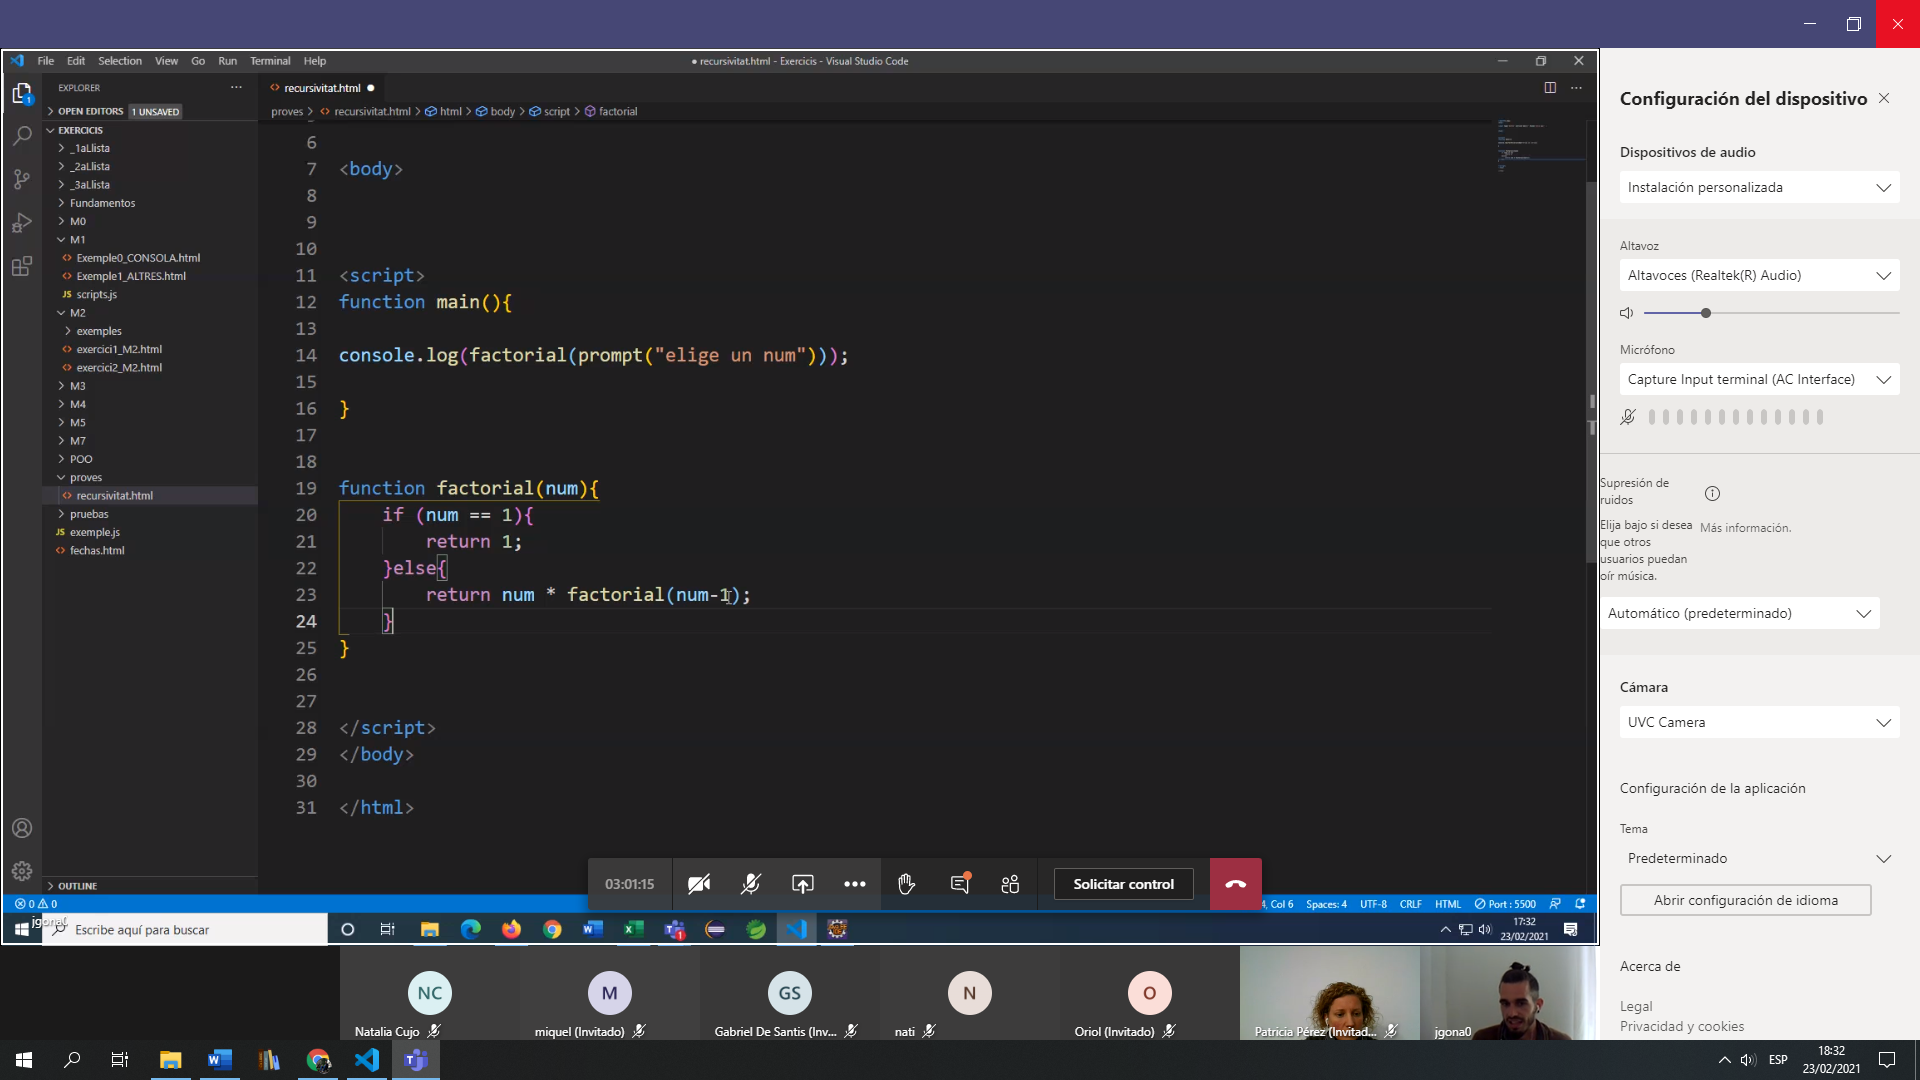 File Edit Selection View Go Run Terminal Help
● recursivitat.html - Exercicis - Visual Studio Code
EXPLORER
OPEN EDITORS 1 UNSAVED
EXERCICIS
_1aLlista
_2aLlista
_3aLlista
Fundamentos
M0
M1
Exemple0_CONSOLA.html
Exemple1_ALTRES.html
JS scripts.js
M2
exemples
exercici1_M2.html
exercici2_M2.html
M3
M4
M5
M7
POO
proves
recursivitat.html
pruebas
JS exemple.js
fechas.html
OUTLINE
recursivitat.html
proves > recursivitat.html > html > body > script > factorial
6
7 <body>
8
9
10
11 <script>
12 function main(){
13
14 console.log(factorial(prompt("elige un num")));
15
16 }
17
18
19 function factorial(num){
20 if (num == 1){
21 return 1;
22 }else{
23 return num * factorial(num-1);
24 }
25 }
26
27
28 </script>
29 </body>
30
31 </html>
03:01:15
Solicitar control
0 0
4, Col 6 Spaces: 4 UTF-8 CRLF HTML Port : 5500
jgona0
Escribe aquí para buscar
17:32
23/02/2021
NC
Natalia Cujo
M
miquel (Invitado)
GS
Gabriel De Santis (Inv...
N
nati
O
Oriol (Invitado)
Patricia Pérez (Invitad...
jgona0
Configuración del dispositivo
Dispositivos de audio
Instalación personalizada
Altavoz
Altavoces (Realtek(R) Audio)
Micrófono
Capture Input terminal (AC Interface)
Supresión de
ruidos
Elija bajo si desea
que otros
usuarios puedan
oír música.
Más información.
Automático (predeterminado)
Cámara
UVC Camera
Configuración de la aplicación
Tema
Predeterminado
Abrir configuración de idioma
Acerca de
Legal
Privacidad y cookies
ESP
18:32
23/02/2021